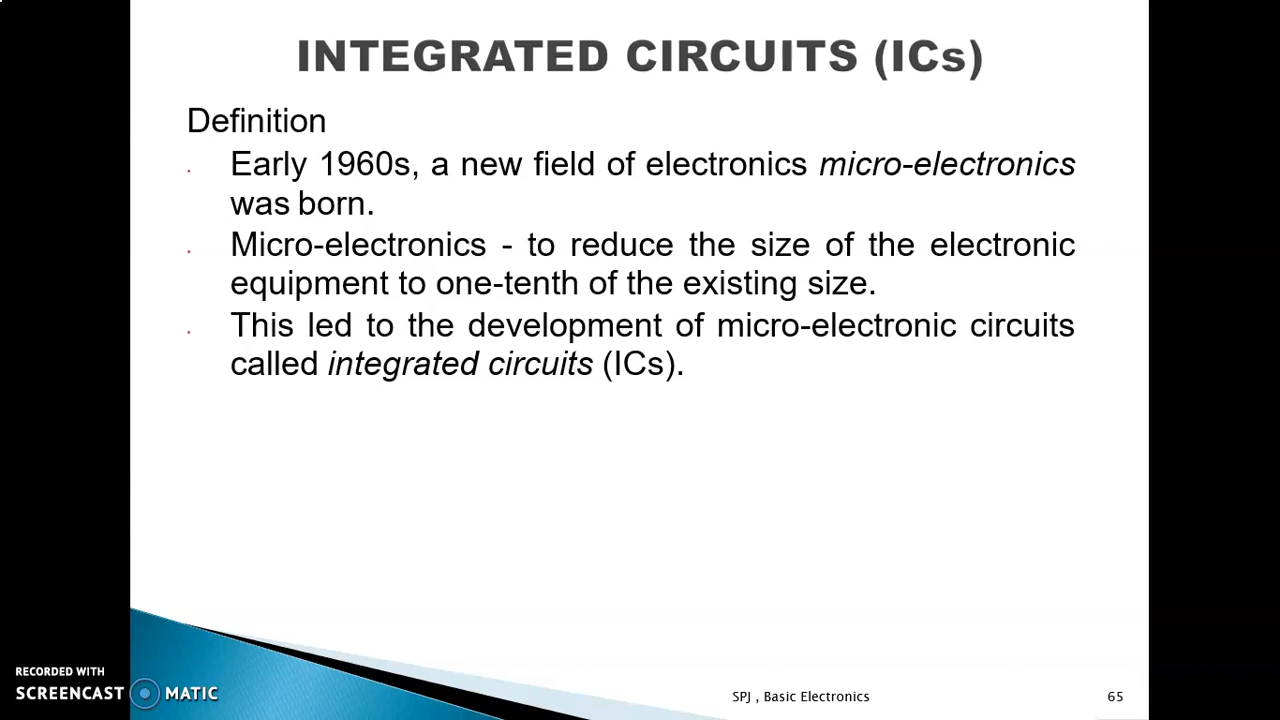 INTEGRATED CIRCUITS (ICs)
Definition
. Early 1960s, a new field of electronics micro-electronics
was born.
. Micro-electronics - to reduce the size of the electronic
equipment to one-tenth of the existing size.
. This led to the development of micro-electronic circuits
called integrated circuits (ICs).
RECORDED WITH
SCREENCAST MATIC
SPJ , Basic Electronics
65